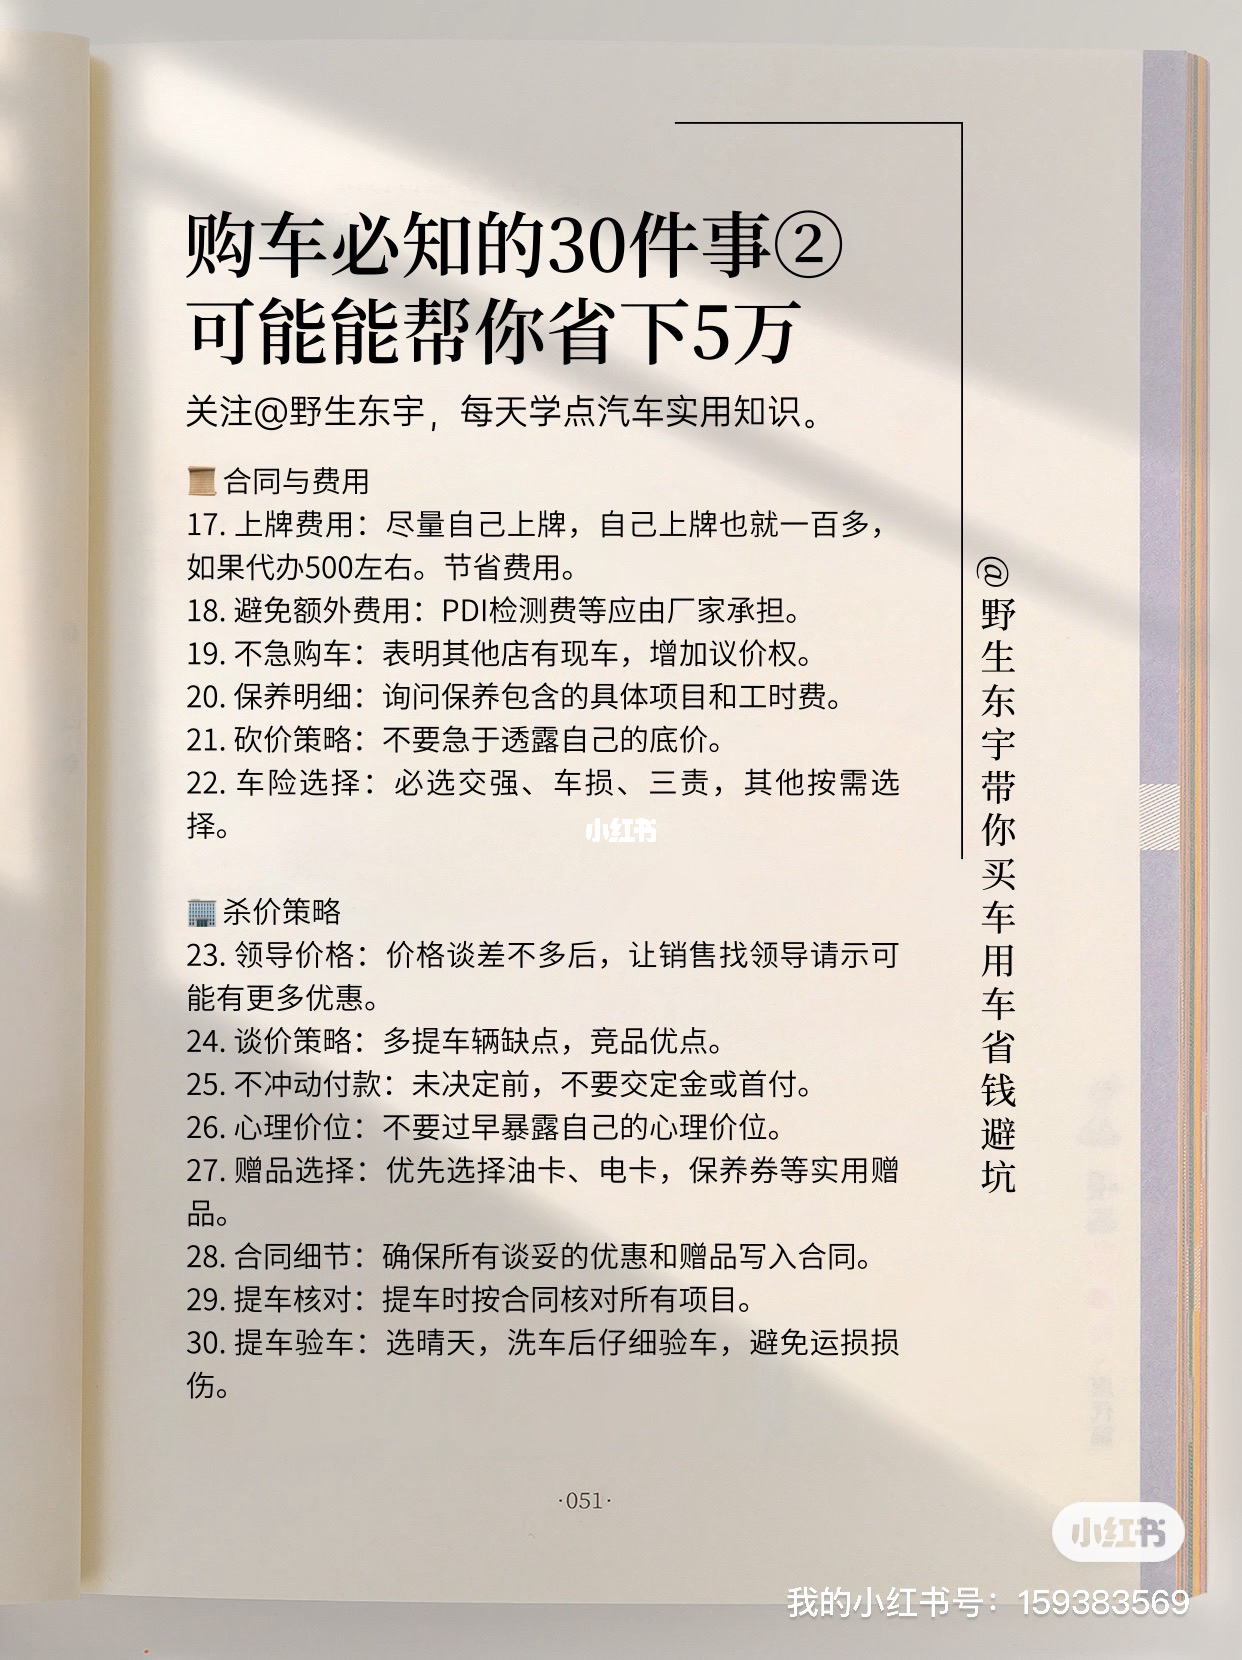 购车必知的30件事②
可能能帮你省下5万
关注@野生东宇，每天学点汽车实用知识。
📜合同与费用
17. 上牌费用：尽量自己上牌，自己上牌也就一百多，
如果代办500左右。节省费用。
18. 避免额外费用：PDI检测费等应由厂家承担。
19. 不急购车：表明其他店有现车，增加议价权。
20. 保养明细：询问保养包含的具体项目和工时费。
21. 砍价策略：不要急于透露自己的底价。
22. 车险选择：必选交强、车损、三责，其他按需选
择。
小红书
🏢杀价策略
23. 领导价格：价格谈差不多后，让销售找领导请示可
能有更多优惠。
24. 谈价策略：多提车辆缺点，竞品优点。
25. 不冲动付款：未决定前，不要交定金或首付。
26. 心理价位：不要过早暴露自己的心理价位。
27. 赠品选择：优先选择油卡、电卡，保养券等实用赠
品。
28. 合同细节：确保所有谈妥的优惠和赠品写入合同。
29. 提车核对：提车时按合同核对所有项目。
30. 提车验车：选晴天，洗车后仔细验车，避免运损损
伤。
@野生东宇带你买车用车省钱避坑
·051·
小红书
我的小红书号：159383569